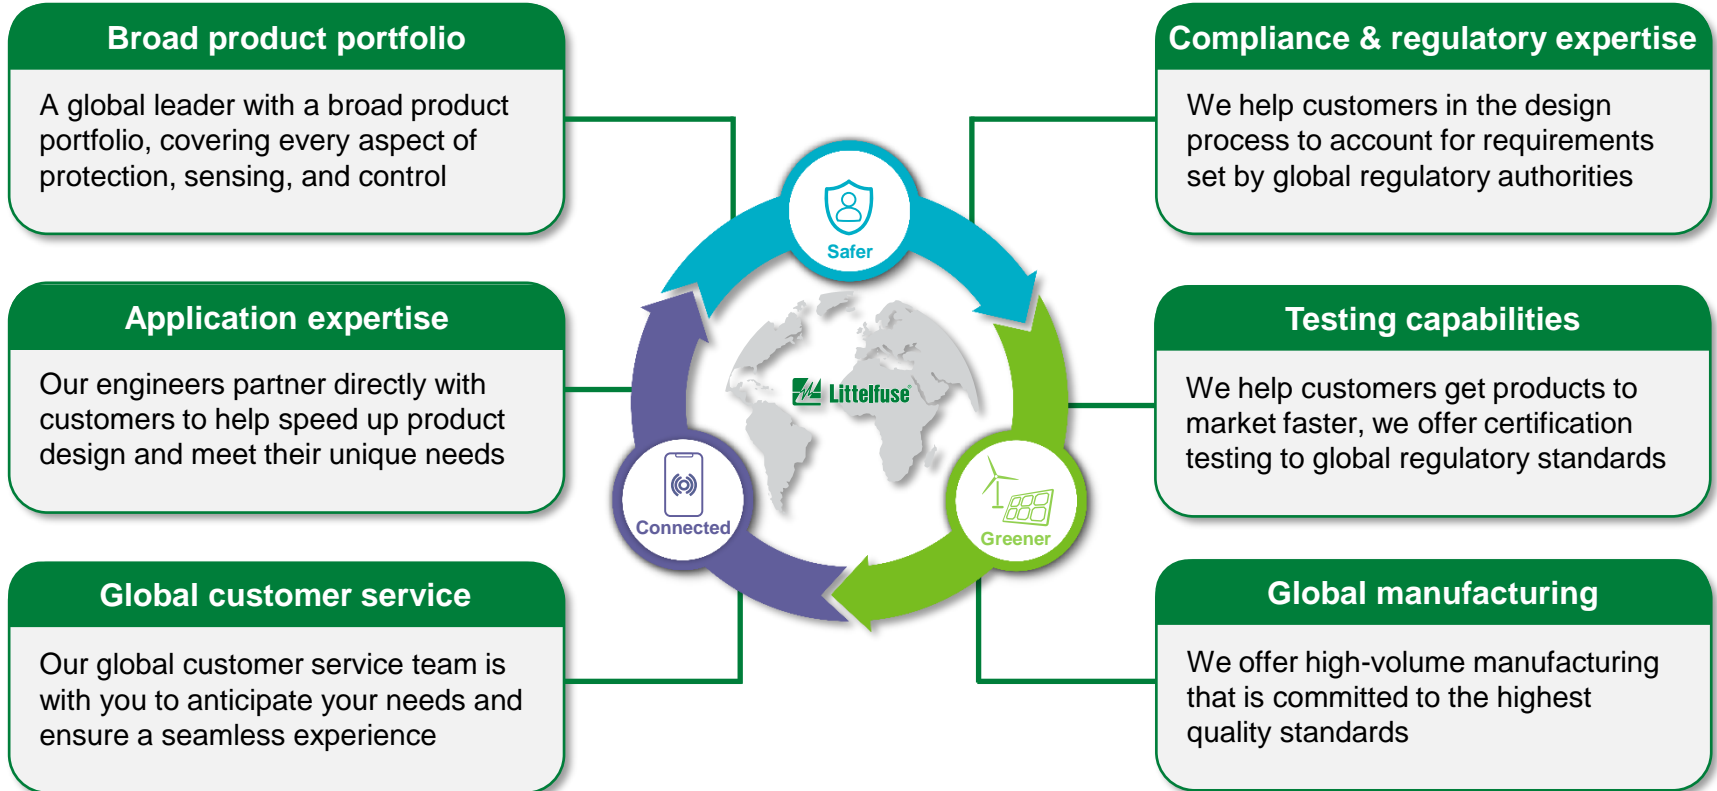 Broad product portfolio
A global leader with a broad product
portfolio, covering every aspect of
protection, sensing, and control
Application expertise
Our engineers partner directly with
customers to help speed up product
design and meet their unique needs
Global customer service
Our global customer service team is
with you to anticipate your needs and
ensure a seamless experience
Safer
Littelfuse®
Connected
Greener
Compliance & regulatory expertise
We help customers in the design
process to account for requirements
set by global regulatory authorities
Testing capabilities
We help customers get products to
market faster, we offer certification
testing to global regulatory standards
Global manufacturing
We offer high-volume manufacturing
that is committed to the highest
quality standards